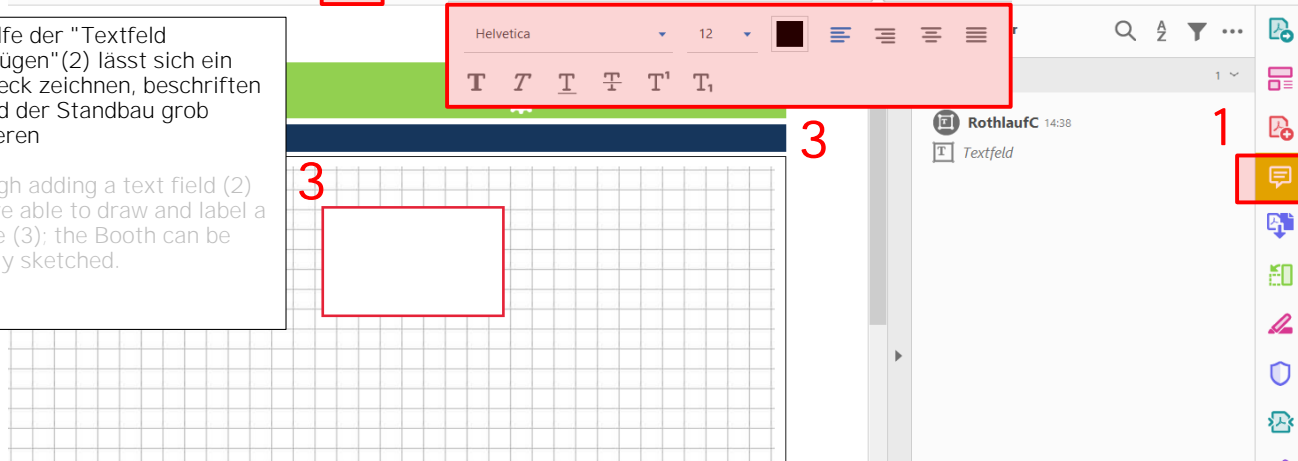 lfe der "Textfeld
ügen"(2) lässt sich ein
eck zeichnen, beschriften
d der Standbau grob
eren
gh adding a text field (2)
e able to draw and label a
e (3); the Booth can be
y sketched.
Helvetica 12
T T T T T¹ T₁
3
3
r
1
RothlaufC 14:38
Textfeld
1